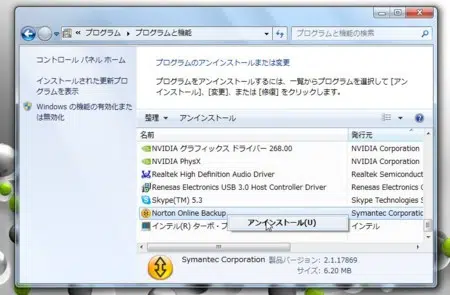 プログラム ▸ プログラムと機能
プログラムと機能の検索
コントロール パネル ホーム
インストールされた更新プログラムを表示
Windows の機能の有効化または無効化
プログラムのアンインストールまたは変更
プログラムをアンインストールするには、一覧からプログラムを選択して [アンインストール]、[変更]、または [修復] をクリックします。
整理 ▼ アンインストール
名前 発行元
NVIDIA グラフィックス ドライバー 268.00 NVIDIA Corporation
NVIDIA PhysX NVIDIA Corporation
Realtek High Definition Audio Driver Realtek Semiconduct
Renesas Electronics USB 3.0 Host Controller Driver Renesas Electronics
Skype(TM) 5.3 Skype Technologies
Norton Online Backup Symantec Corporatic
アンインストール(U)
インテル(R) ターボ・ブ インテル
Symantec Corporation 製品バージョン: 2.1.17869
サイズ: 6.20 MB